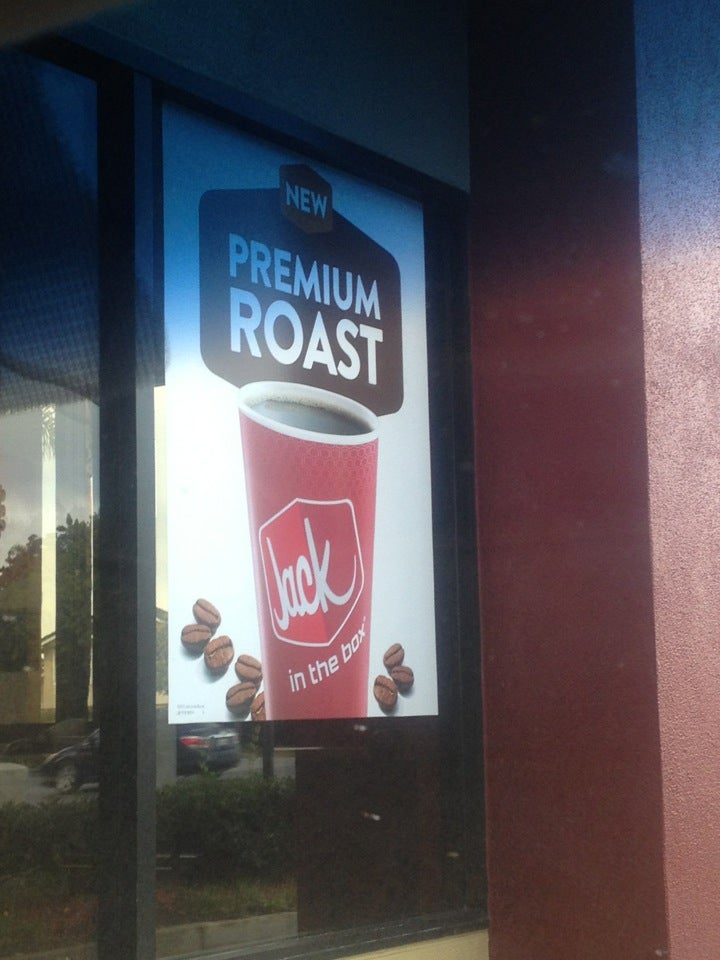 NEW
PREMIUM
ROAST
Jack
in the box